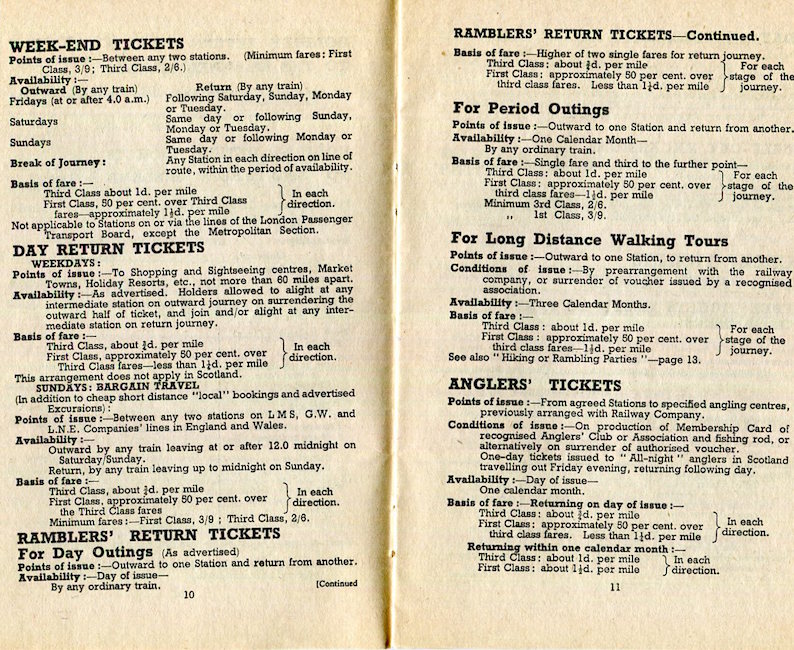 WEEK-END TICKETS
Points of issue :—Between any two stations. (Minimum fares: First
Class, 3/9; Third Class, 2/6.)
Availability :—
Outward (By any train) Return (By any train)
Fridays (at or after 4.0 a.m.) Following Saturday, Sunday, Monday
or Tuesday.
Saturdays Same day or following Sunday,
Monday or Tuesday.
Sundays Same day or following Monday or
Tuesday.
Break of Journey : Any Station in each direction on line of
route, within the period of availability.
Basis of fare :—
Third Class about 1d. per mile
First Class, 50 per cent. over Third Class
fares—approximately 1½d. per mile
} In each
direction.
Not applicable to Stations on or via the lines of the London Passenger
Transport Board, except the Metropolitan Section.
DAY RETURN TICKETS
WEEKDAYS :
Points of issue :—To Shopping and Sightseeing centres, Market
Towns, Holiday Resorts, etc., not more than 60 miles apart.
Availability :—As advertised. Holders allowed to alight at any
intermediate station on outward journey on surrendering the
outward half of ticket, and join and/or alight at any inter-
mediate station on return journey.
Basis of fare :—
Third Class, about ¾d. per mile
First Class, approximately 50 per cent. over
Third Class fares—less than 1¼d. per mile
} In each
direction.
This arrangement does not apply in Scotland.
SUNDAYS: BARGAIN TRAVEL
(In addition to cheap short distance "local" bookings and advertised
Excursions) :
Points of issue :—Between any two stations on L M S, G.W. and
L.N.E. Companies' lines in England and Wales.
Availability :—
Outward by any train leaving at or after 12.0 midnight on
Saturday/Sunday.
Return, by any train leaving up to midnight on Sunday.
Basis of fare :—
Third Class, about ¾d. per mile
First Class, approximately 50 per cent. over
the Third Class fares
} In each
direction.
Minimum fares :—First Class, 3/9 ; Third Class, 2/6.
RAMBLERS' RETURN TICKETS
For Day Outings (As advertised)
Points of issue :—Outward to one Station and return from another.
Availability :—Day of issue—
By any ordinary train. [Continued
10
RAMBLERS' RETURN TICKETS—Continued.
Basis of fare :—Higher of two single fares for return journey.
Third Class: about ¾d. per mile
First Class: approximately 50 per cent. over
third class fares. Less than 1¼d. per mile
} For each
stage of the
journey.
For Period Outings
Points of issue :—Outward to one Station and return from another.
Availability :—One Calendar Month—
By any ordinary train.
Basis of fare :—Single fare and third to the further point—
Third Class: about 1d. per mile
First Class: approximately 50 per cent. over
third class fares—1½d. per mile
} For each
stage of the
journey.
Minimum 3rd Class, 2/6.
,, 1st Class, 3/9.
For Long Distance Walking Tours
Points of issue :—Outward to one Station, to return from another.
Conditions of issue :—By prearrangement with the railway
company, or surrender of voucher issued by a recognised
association.
Availability :—Three Calendar Months.
Basis of fare :—
Third Class: about 1d. per mile
First Class: approximately 50 per cent. over
third clan fares—1½d. per mile
} For each
stage of the
journey.
See also " Hiking or Rambling Parties "—page 13.
ANGLERS' TICKETS
Points of issue :—From agreed Stations to specified angling centres,
previously arranged with Railway Company.
Conditions of issue :—On production of Membership Card of
recognised Anglers' Club or Association and fishing rod, or
alternatively on surrender of authorised voucher.
One-day tickets issued to " All-night " anglers in Scotland
travelling out Friday evening, returning following day.
Availability :—Day of issue—
One calendar month.
Basis of fare :—Returning on day of issue :—
Third Class: about ¾d. per mile
First Class: approximately 50 per cent. over
third class fares. Less than 1¼d. per mile
} In each
direction.
Returning within one calendar month :—
Third Class: about 1d. per mile
First Class: about 1½d. per mile
} In each
direction.
11